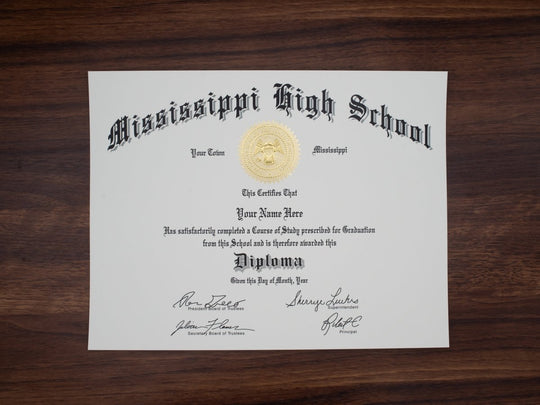 Mississippi High School
Your Town Mississippi
This Certifies That
Your Name Here
Has satisfactorily completed a Course of Study prescribed for Graduation
from this School and is therefore awarded this
Diploma
Given this Day of Month, Year
President Board of Trustees Superintendent
Secretary Board of Trustees Principal